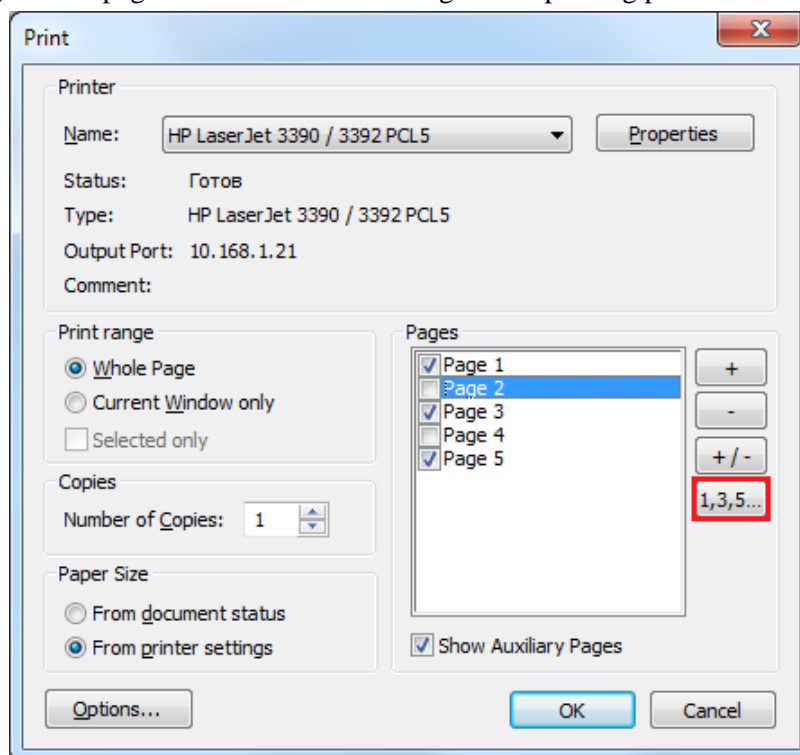 Print
Printer
Name: HP LaserJet 3390 / 3392 PCL5 Properties
Status: Готов
Type: HP LaserJet 3390 / 3392 PCL5
Output Port: 10.168.1.21
Comment:
Print range
Whole Page
Current Window only
Selected only
Copies
Number of Copies: 1
Paper Size
From document status
From printer settings
Pages
Page 1
Page 2
Page 3
Page 4
Page 5
+
-
+ / -
1,3,5...
Show Auxiliary Pages
Options...
OK
Cancel